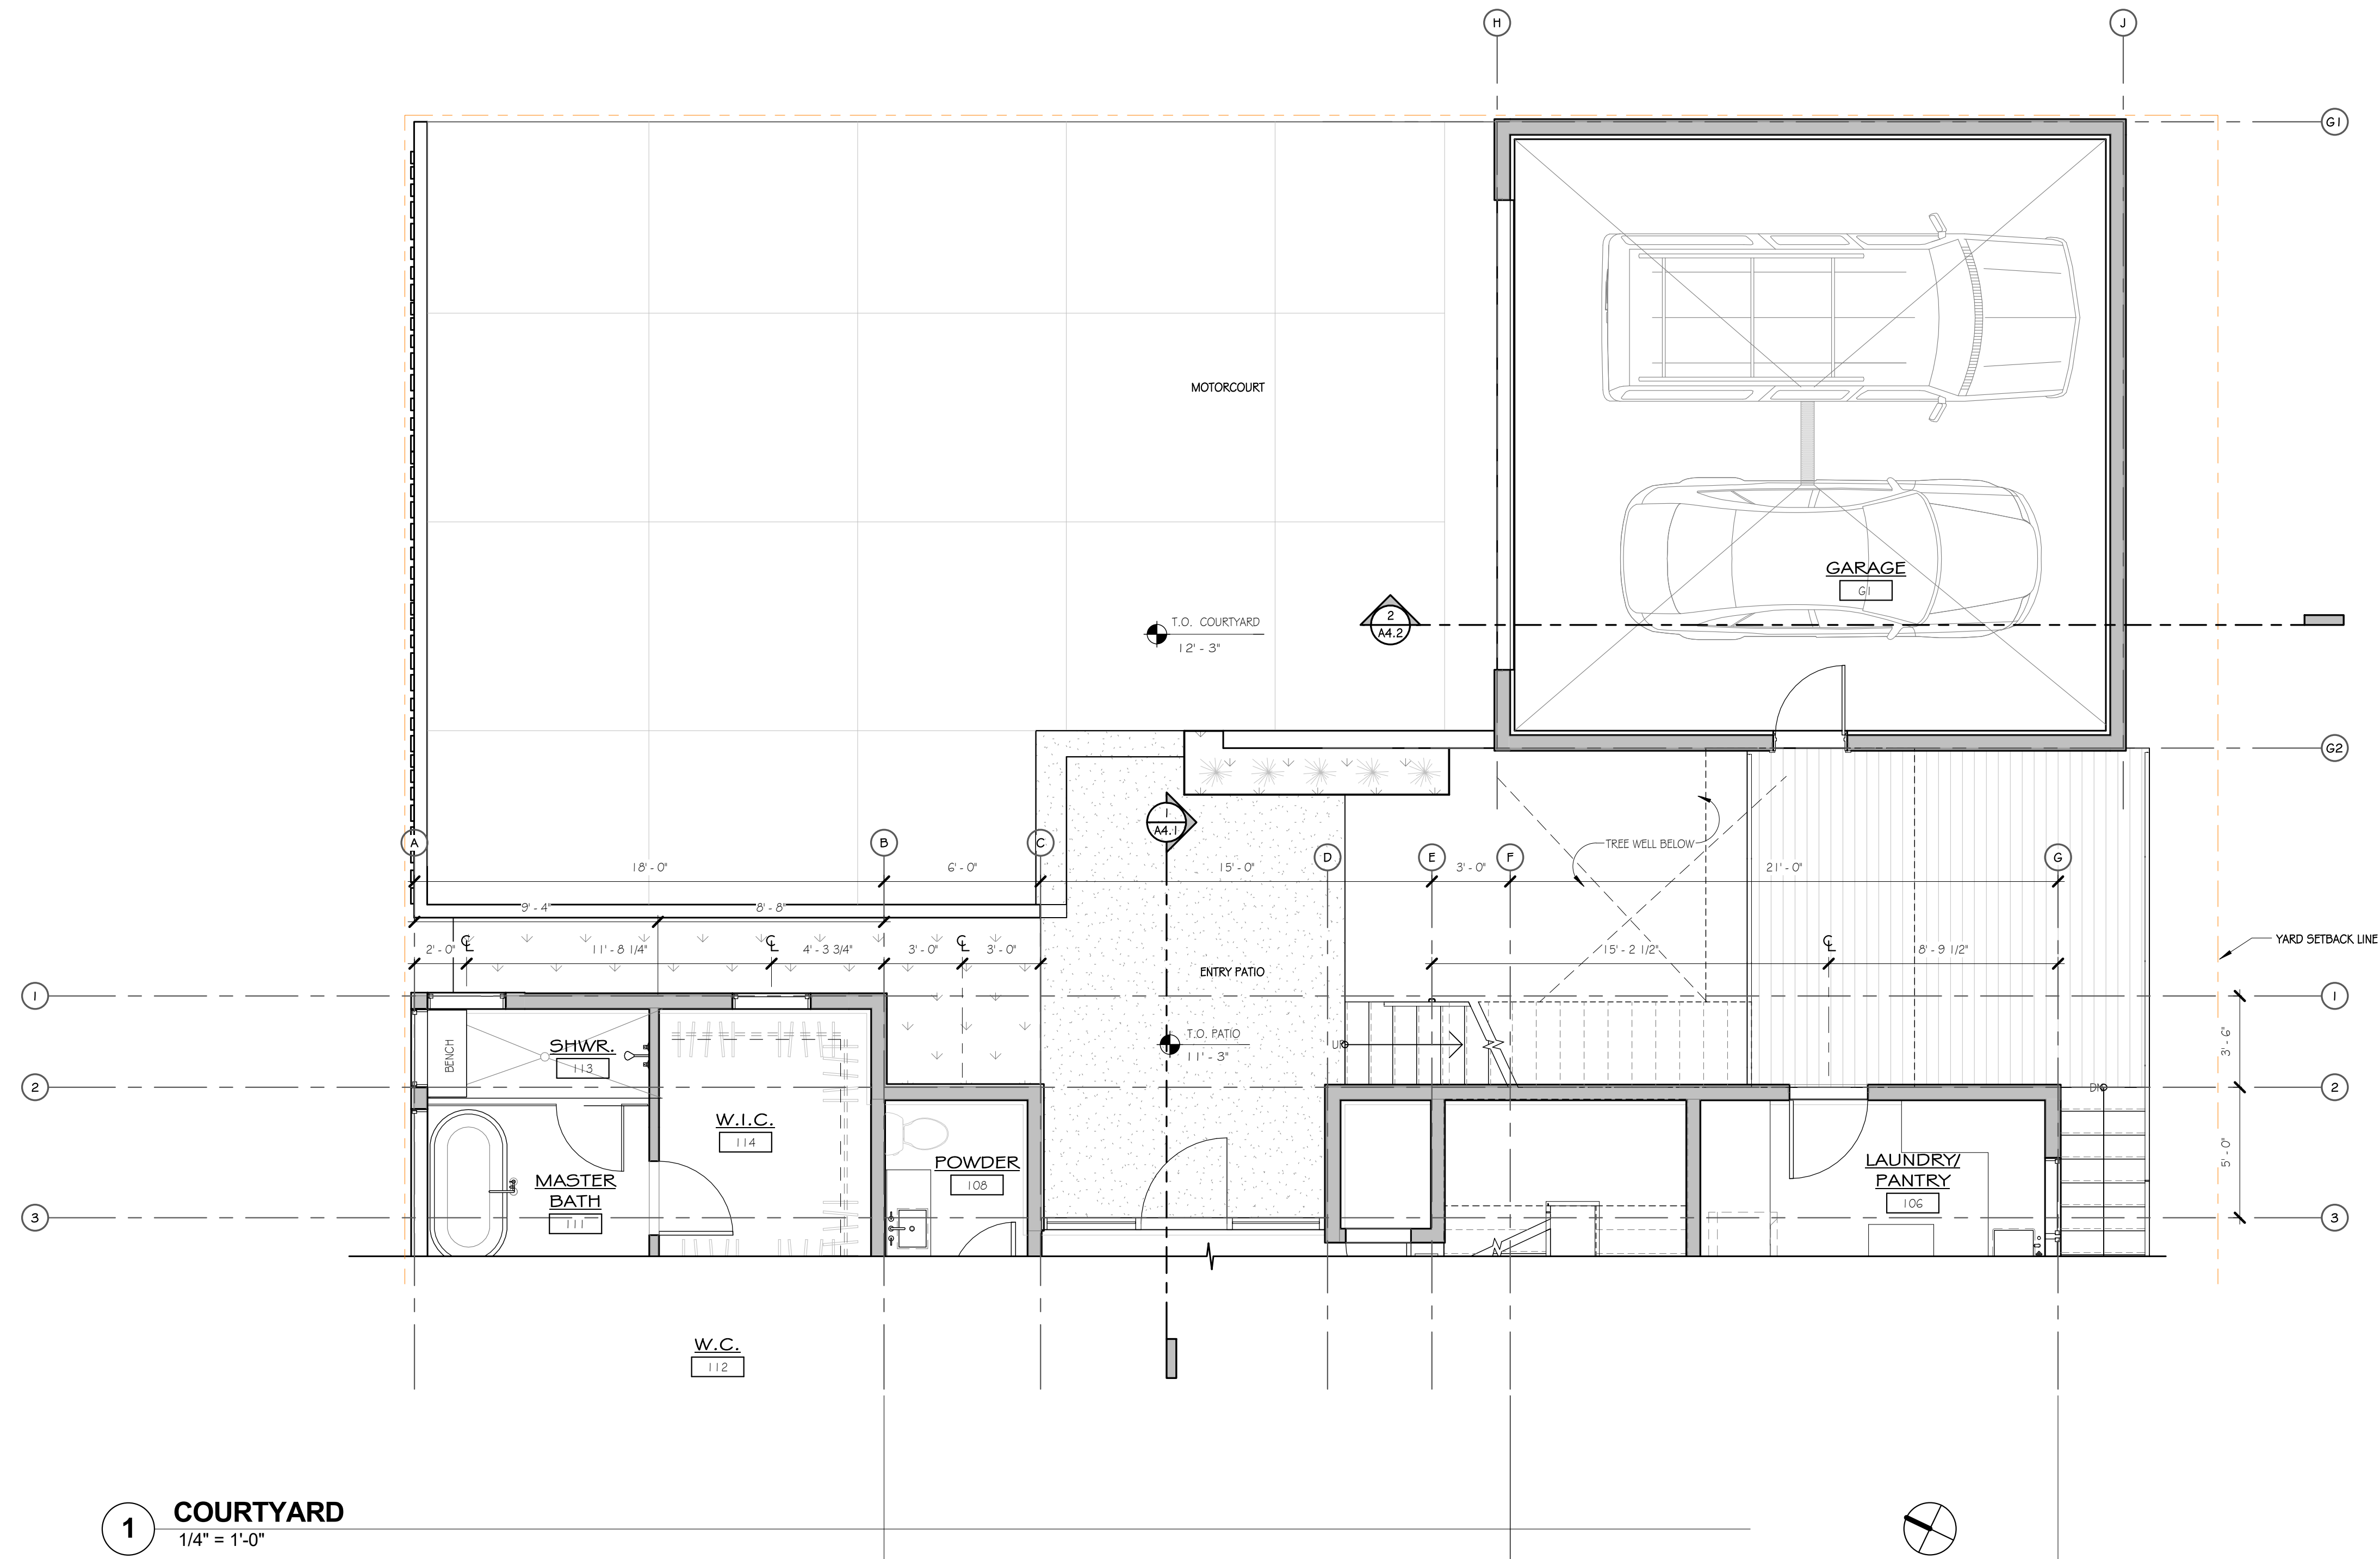 H
J
G1
MOTORCOURT
GARAGE
G1
2
A4.2
T.O. COURTYARD
12' - 3"
G2
1
A4.1
A
B
C
D
E
F
G
TREE WELL BELOW
18' - 0"
6' - 0"
15' - 0"
3' - 0"
21' - 0"
9' - 4"
8' - 8"
2' - 0"
11' - 8 1/4"
4' - 3 3/4"
3' - 0"
3' - 0"
15' - 2 1/2"
8' - 9 1/2"
YARD SETBACK LINE
ENTRY PATIO
1
1
T.O. PATIO
11' - 3"
UP
BENCH
SHWR.
113
3' - 6"
2
DN
2
W.I.C.
114
POWDER
108
MASTER
BATH
111
LAUNDRY/
PANTRY
106
5' - 0"
3
3
W.C.
112
1
COURTYARD
1/4" = 1'-0"